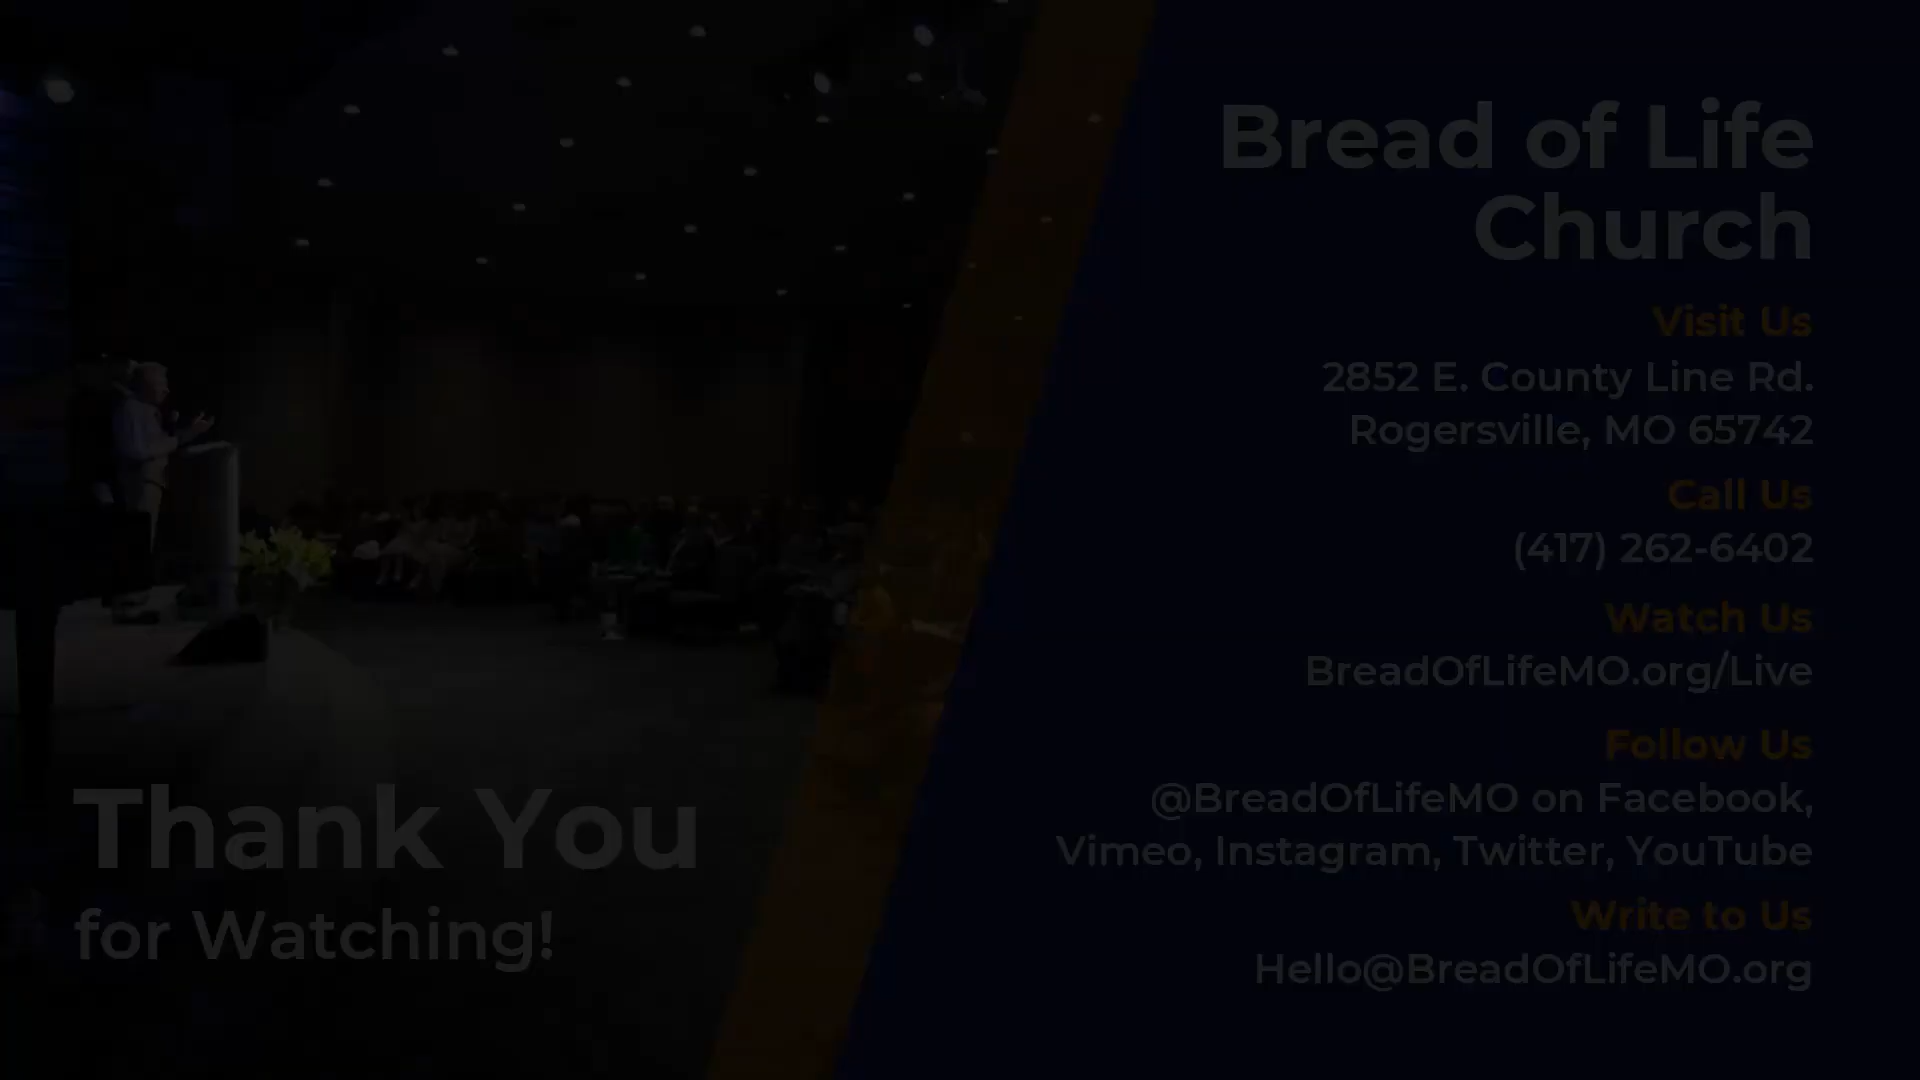 Thank You
for Watching!
Bread of Life
Church
Visit Us
2852 E. County Line Rd.
Rogersville, MO 65742
Call Us
(417) 262-6402
Watch Us
BreadOfLifeMO.org/Live
Follow Us
@BreadOfLifeMO on Facebook,
Vimeo, Instagram, Twitter, YouTube
Write to Us
Hello@BreadOfLifeMO.org